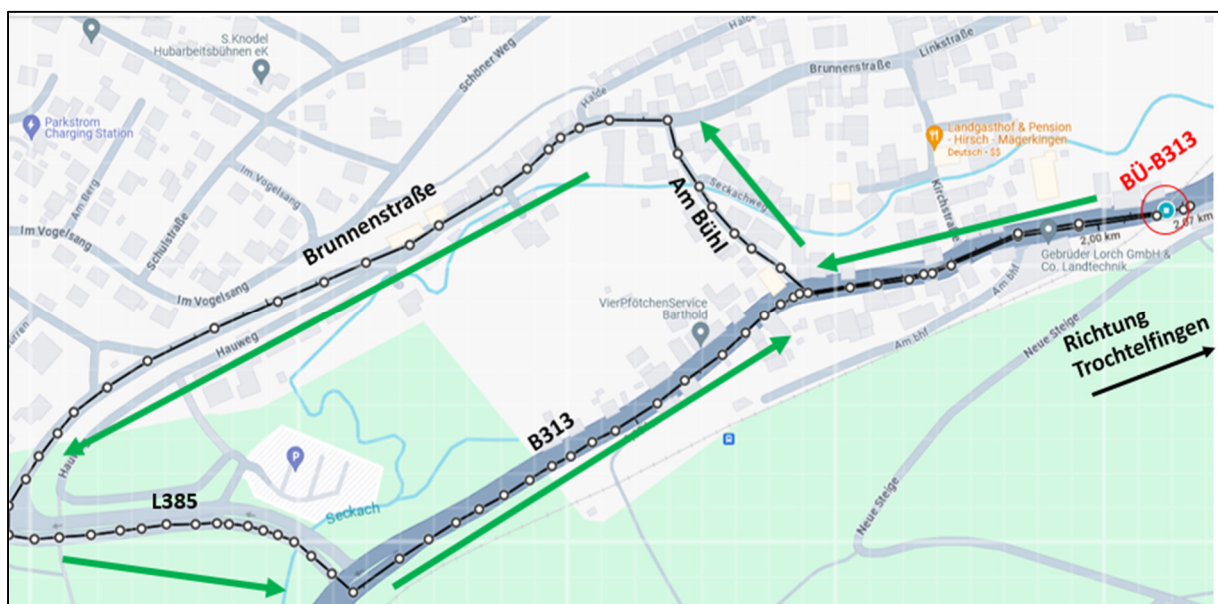 S.Knodel
Hubarbeitsbühnen eK
Schöner Weg
Halde
Linkstraße
Brunnenstraße
Halde
Parkstrom
Charging Station
Landgasthof & Pension
- Hirsch - Mägerkingen
Deutsch • $$
BÜ-B313
Im Vogelsang
Am Berg
Schulstraße
Im Vogelsang
Brunnenstraße
Seckachweg
Am Bühl
Kirchstraße
2,00 km
2,07 km
Gebrüder Lorch GmbH &
Co. Landtechnik
Im Vogelsang
Am bhf
VierPfötchenService
Barthold
Hauweg
Am bhf
Neue Steige
Richtung
Trochtelfingen
B313
P
L385
Seckach
Neue Steige